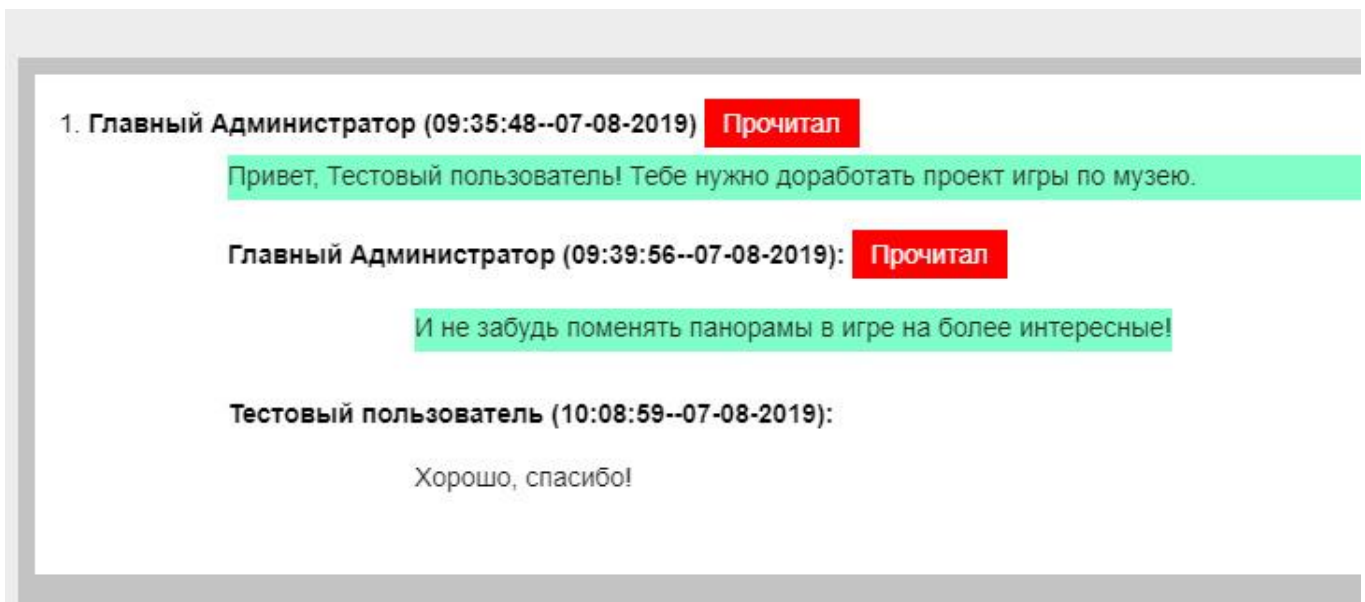 1. Главный Администратор (09:35:48--07-08-2019) Прочитал
Привет, Тестовый пользователь! Тебе нужно доработать проект игры по музею.
Главный Администратор (09:39:56--07-08-2019): Прочитал
И не забудь поменять панорамы в игре на более интересные!
Тестовый пользователь (10:08:59--07-08-2019):
Хорошо, спасибо!